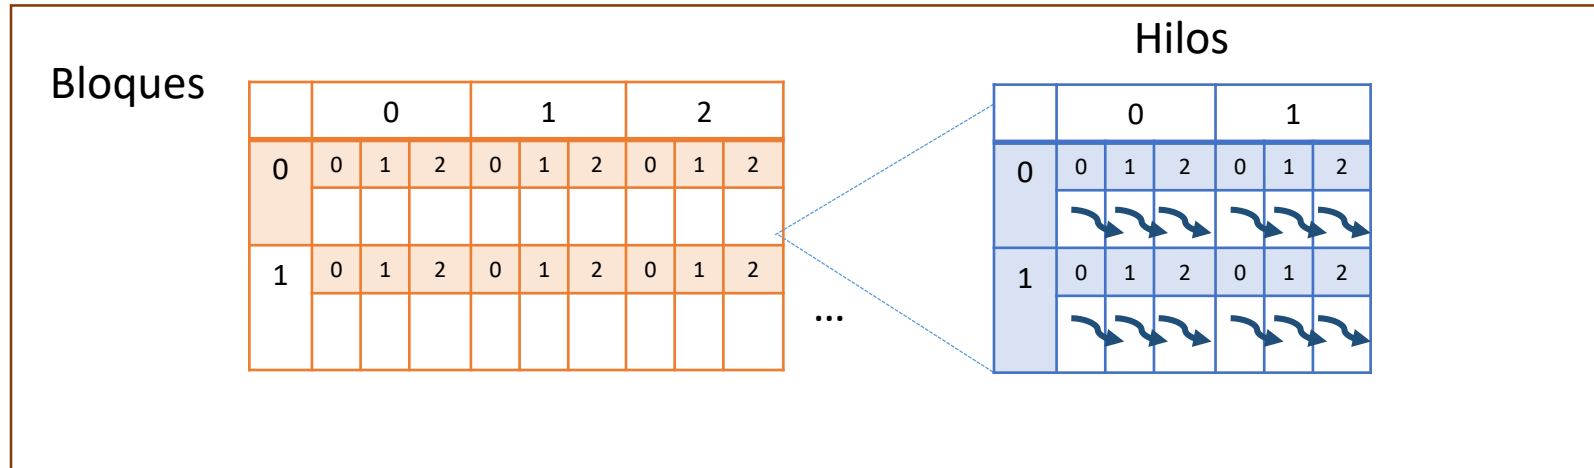 Bloques
0 1 2
0 0 1 2 0 1 2 0 1 2
1 0 1 2 0 1 2 0 1 2
...
Hilos
0 1
0 0 1 2 0 1 2
1 0 1 2 0 1 2